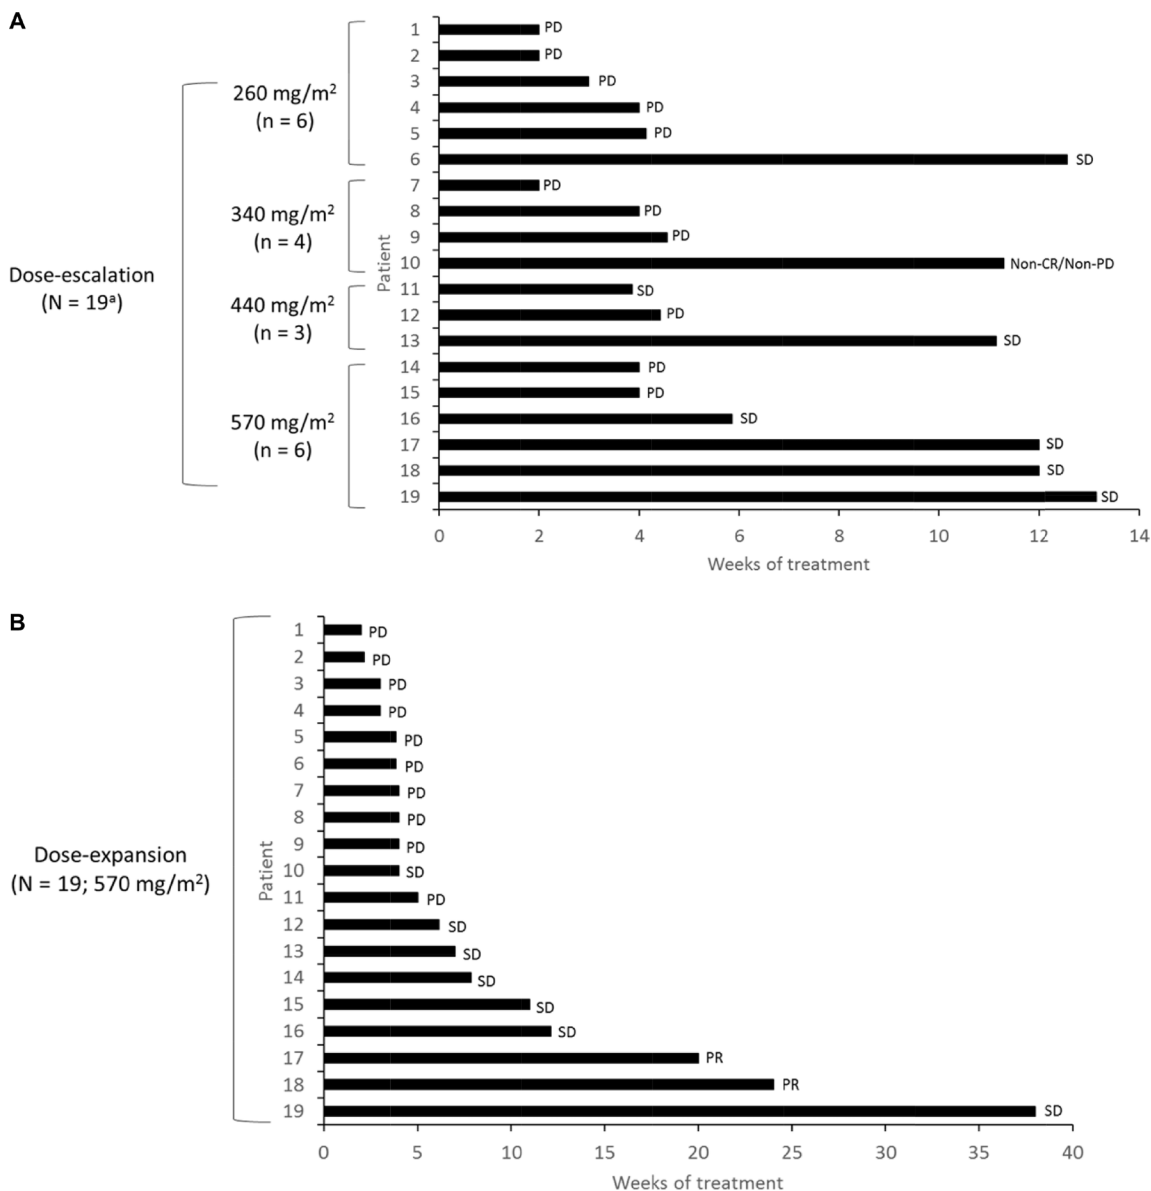 A
Dose-escalation
(N = 19ª)
260 mg/m²
(n = 6)
340 mg/m²
(n = 4)
440 mg/m²
(n = 3)
570 mg/m²
(n = 6)
Patient
1 PD
2 PD
3 PD
4 PD
5 PD
6 SD
7 PD
8 PD
9 PD
10 Non-CR/Non-PD
11 SD
12 PD
13 SD
14 PD
15 PD
16 SD
17 SD
18 SD
19 SD
0 2 4 6 8 10 12 14
Weeks of treatment
B
Dose-expansion
(N = 19; 570 mg/m²)
Patient
1 PD
2 PD
3 PD
4 PD
5 PD
6 PD
7 PD
8 PD
9 PD
10 SD
11 PD
12 SD
13 SD
14 SD
15 SD
16 SD
17 PR
18 PR
19 SD
0 5 10 15 20 25 30 35 40
Weeks of treatment